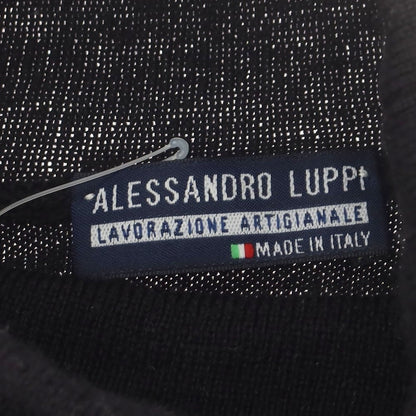 ALESSANDRO LUPPI
LAVORAZIONE ARTIGIANALE
MADE IN ITALY